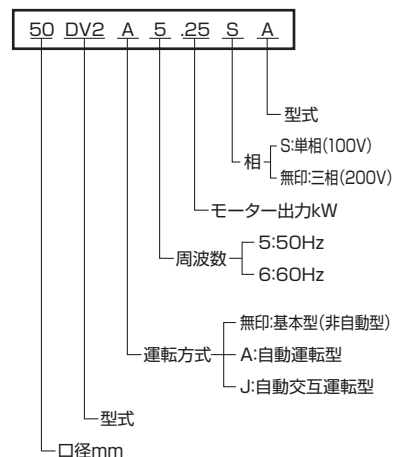 50 DV2 A 5 .25 S A
型式
S:単相(100V)
相
無印:三相(200V)
モーター出力kW
5:50Hz
周波数
6:60Hz
無印:基本型(非自動型)
運転方式 A:自動運転型
J:自動交互運転型
型式
口径mm